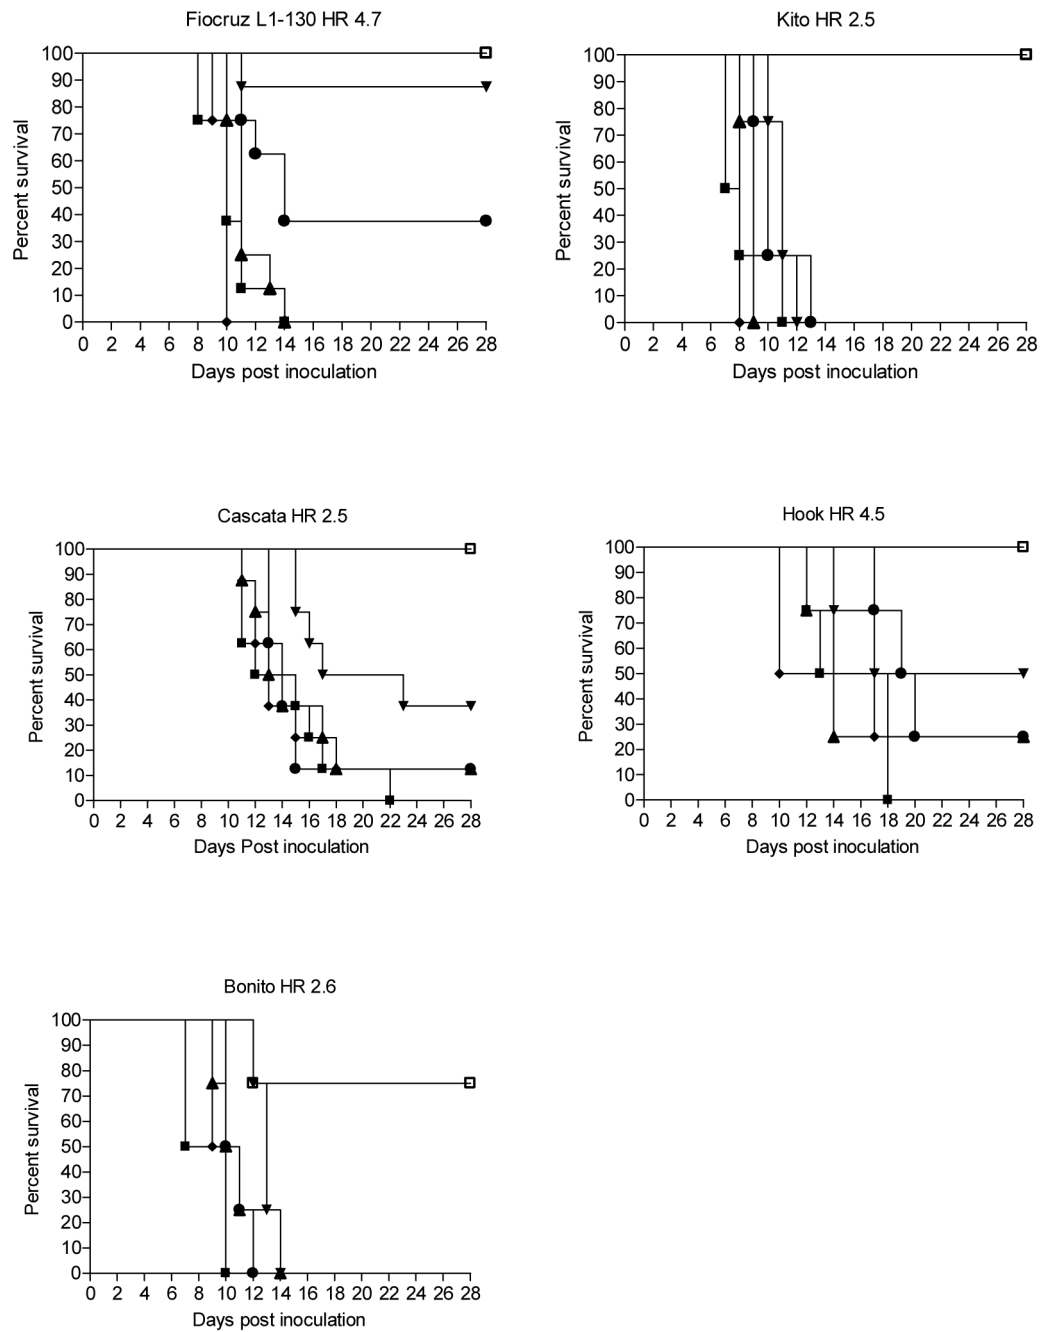 Fiocruz L1-130 HR 4.7
Percent survival
100
90
80
70
60
50
40
30
20
10
0
0 2 4 6 8 10 12 14 16 18 20 22 24 26 28
Days post inoculation
Kito HR 2.5
Percent survival
100
90
80
70
60
50
40
30
20
10
0
0 2 4 6 8 10 12 14 16 18 20 22 24 26 28
Days post inoculation
Cascata HR 2.5
Percent survival
100
90
80
70
60
50
40
30
20
10
0
0 2 4 6 8 10 12 14 16 18 20 22 24 26 28
Days Post inoculation
Hook HR 4.5
Percent survival
100
90
80
70
60
50
40
30
20
10
0
0 2 4 6 8 10 12 14 16 18 20 22 24 26 28
Days post inoculation
Bonito HR 2.6
Percent survival
100
90
80
70
60
50
40
30
20
10
0
0 2 4 6 8 10 12 14 16 18 20 22 24 26 28
Days post inoculation